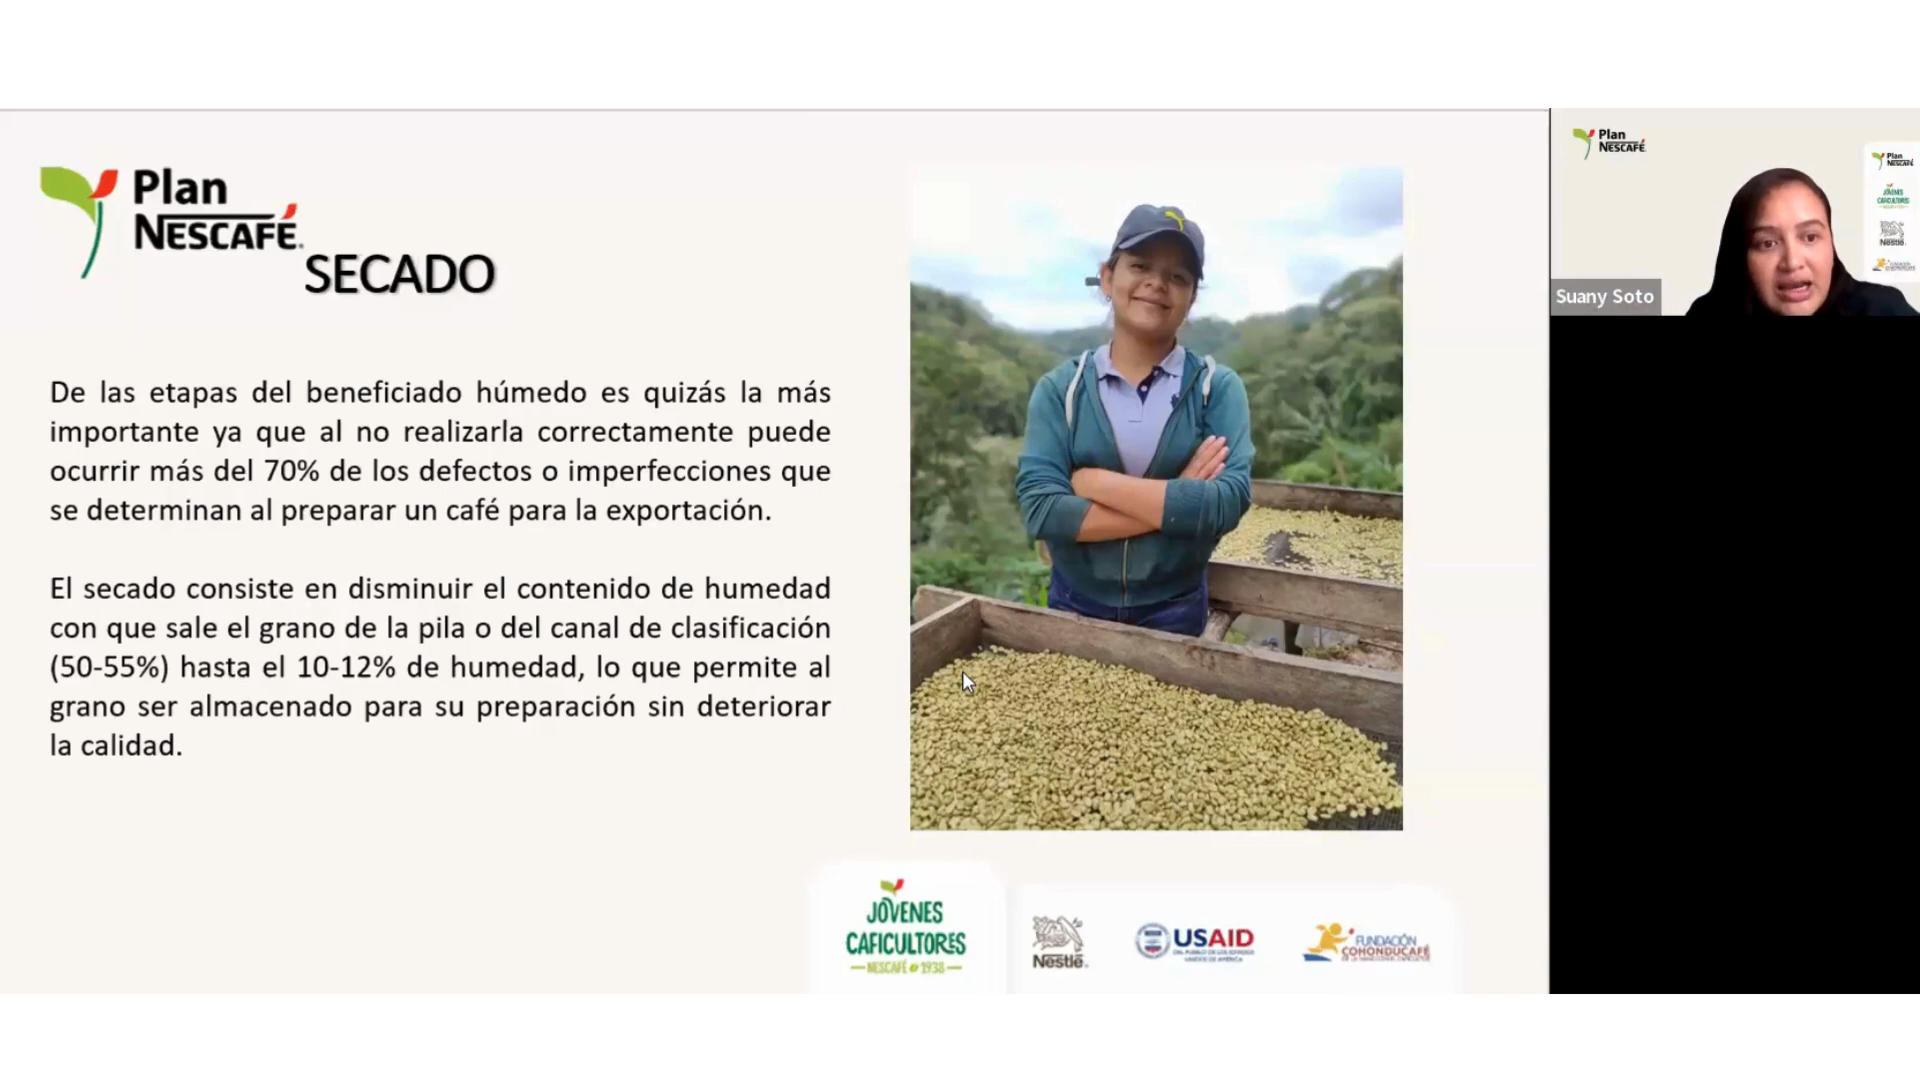 Plan
NESCAFÉ
SECADO
De las etapas del beneficiado húmedo es quizás la más
importante ya que al no realizarla correctamente puede
ocurrir más del 70% de los defectos o imperfecciones que
se determinan al preparar un café para la exportación.
El secado consiste en disminuir el contenido de humedad
con que sale el grano de la pila o del canal de clasificación
(50-55%) hasta el 10-12% de humedad, lo que permite al
grano ser almacenado para su preparación sin deteriorar
la calidad.
JÓVENES
CAFICULTORES
NESCAFÉ 1938
Nestlé
USAID
DEL PUEBLO DE LOS ESTADOS
UNIDOS DE AMÉRICA
FUNDACIÓN
COHONDUCAFÉ
Plan
NESCAFÉ
Plan
NESCAFÉ
JÓVENES
CAFICULTORES
Nestlé
Suany Soto